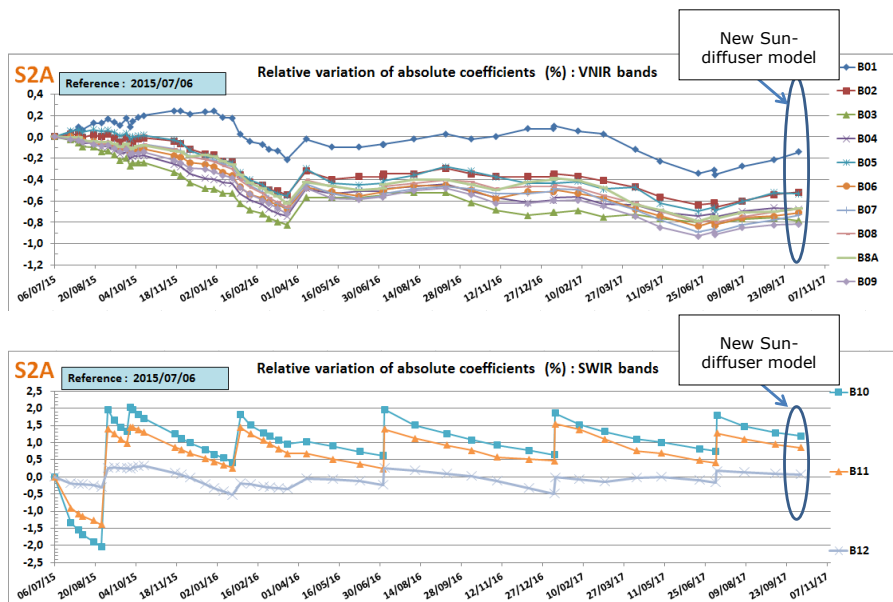 New Sun-
diffuser model
S2A
Reference : 2015/07/06
Relative variation of absolute coefficients (%) : VNIR bands
0,4
0,2
0,0
-0,2
-0,4
-0,6
-0,8
-1,0
-1,2
06/07/15 20/08/15 04/10/15 18/11/15 02/01/16 16/02/16 01/04/16 16/05/16 30/06/16 14/08/16 28/09/16 12/11/16 27/12/16 10/02/17 27/03/17 11/05/17 25/06/17 09/08/17 23/09/17 07/11/17
B01
B02
B03
B04
B05
B06
B07
B08
B8A
B09
New Sun-
diffuser model
S2A
Reference : 2015/07/06
Relative variation of absolute coefficients (%) : SWIR bands
2,5
2,0
1,5
1,0
0,5
0,0
-0,5
-1,0
-1,5
-2,0
-2,5
06/07/15 20/08/15 04/10/15 18/11/15 02/01/16 16/02/16 01/04/16 16/05/16 30/06/16 14/08/16 28/09/16 12/11/16 27/12/16 10/02/17 27/03/17 11/05/17 25/06/17 09/08/17 23/09/17 07/11/17
B10
B11
B12